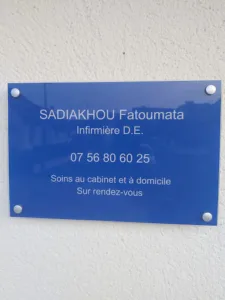 SADIAKHOU Fatoumata
Infirmière D.E.
07 56 80 60 25
Soins au cabinet et à domicile
Sur rendez-vous